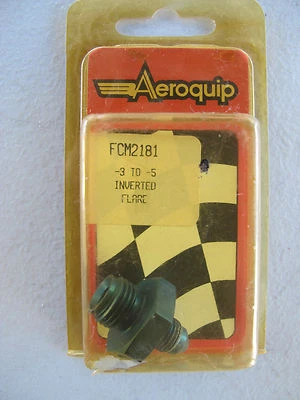 Aeroquip
FCM2181
-3 TO -5
INVERTED
FLARE